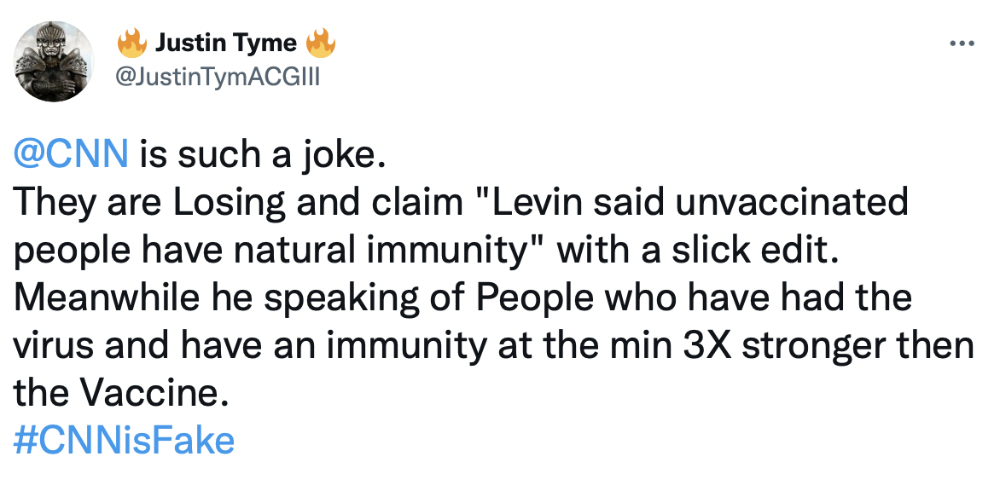 🔥 Justin Tyme 🔥
@JustinTymACGIII
@CNN is such a joke.
They are Losing and claim "Levin said unvaccinated
people have natural immunity" with a slick edit.
Meanwhile he speaking of People who have had the
virus and have an immunity at the min 3X stronger then
the Vaccine.
#CNNisFake